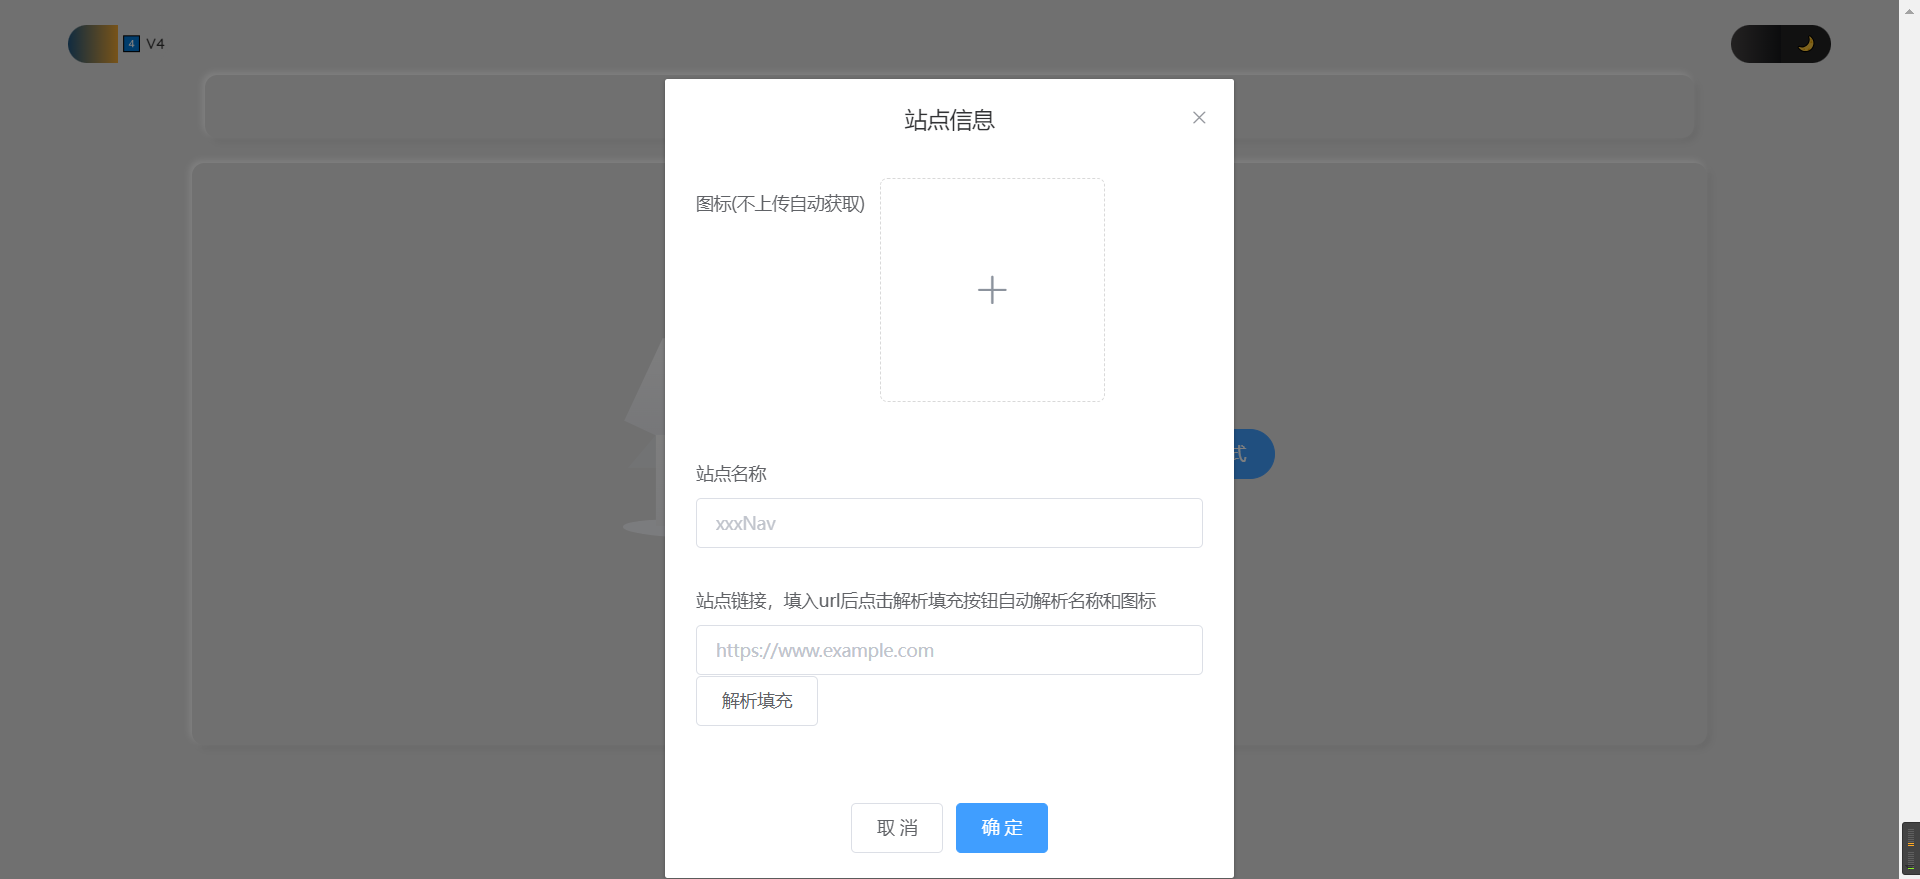 4 V4
站点信息
图标(不上传自动获取)
站点名称
xxxNav
式
站点链接，填入url后点击解析填充按钮自动解析名称和图标
https://www.example.com
解析填充
取 消
确 定